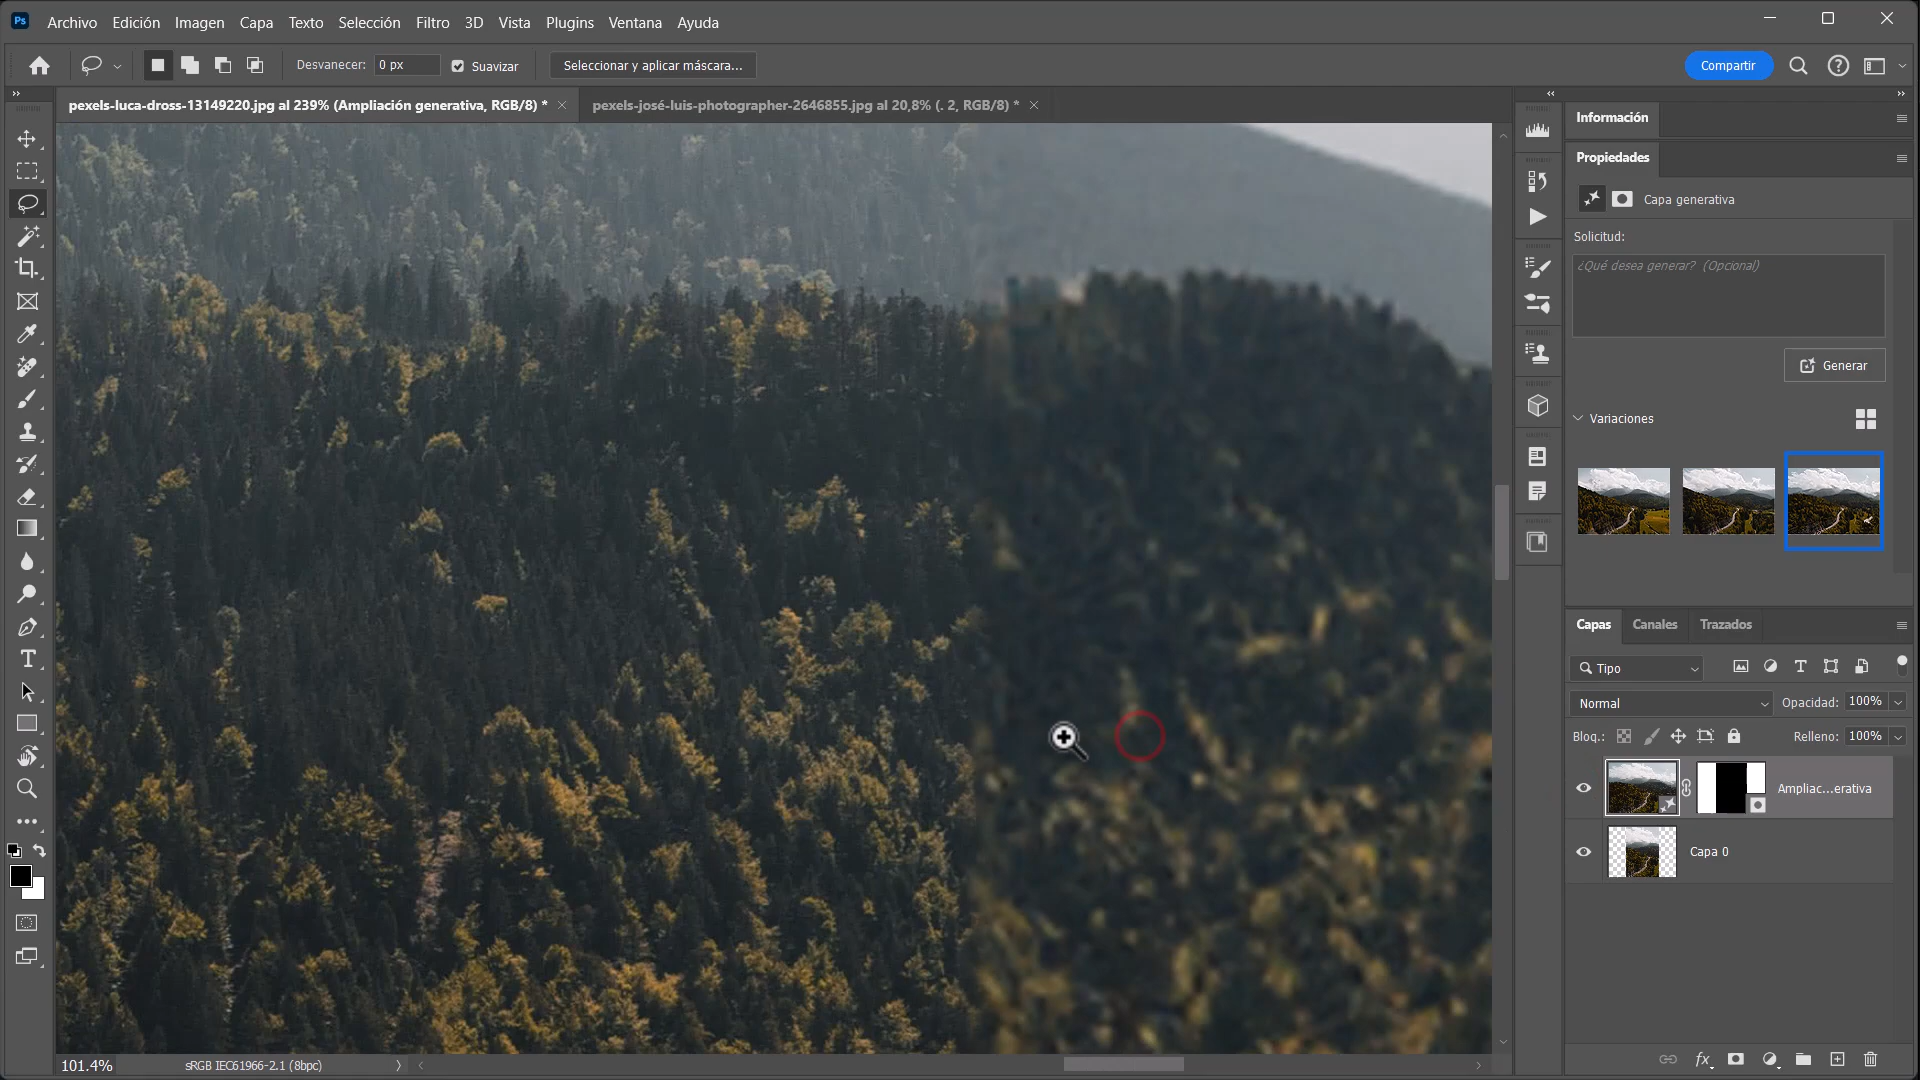 Ps Archivo Edición Imagen Capa Texto Selección Filtro 3D Vista Plugins Ventana Ayuda
Desvanecer: 0 px Suavizar Seleccionar y aplicar máscara... Compartir
pexels-luca-dross-13149220.jpg al 239% (Ampliación generativa, RGB/8) *
pexels-josé-luis-photographer-2646855.jpg al 20,8% (. 2, RGB/8) *
Información
Propiedades
Capa generativa
Solicitud:
¿Qué desea generar? (Opcional)
Generar
Variaciones
Capas Canales Trazados
Tipo
Normal Opacidad: 100%
Bloq.: Relleno: 100%
Ampliac...erativa
Capa 0
fx
101.4% sRGB IEC61966-2.1 (8bpc)